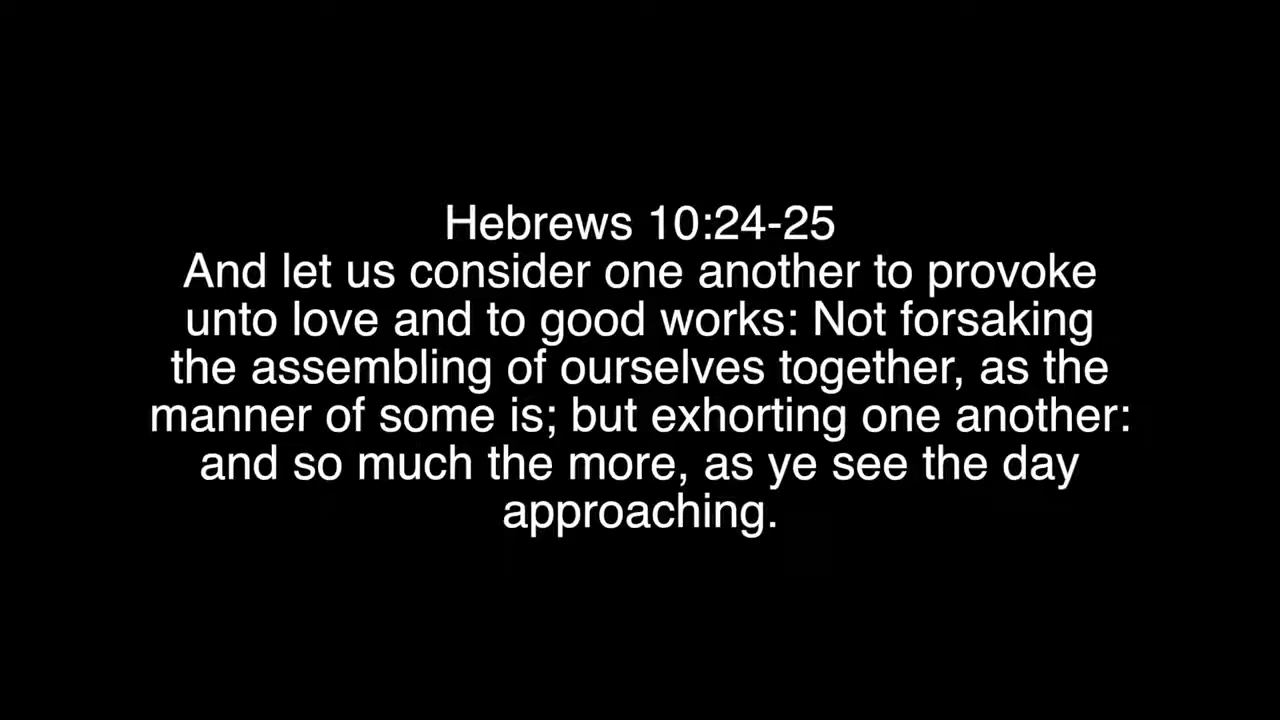 Hebrews 10:24-25
And let us consider one another to provoke
unto love and to good works: Not forsaking
the assembling of ourselves together, as the
manner of some is; but exhorting one another:
and so much the more, as ye see the day
approaching.